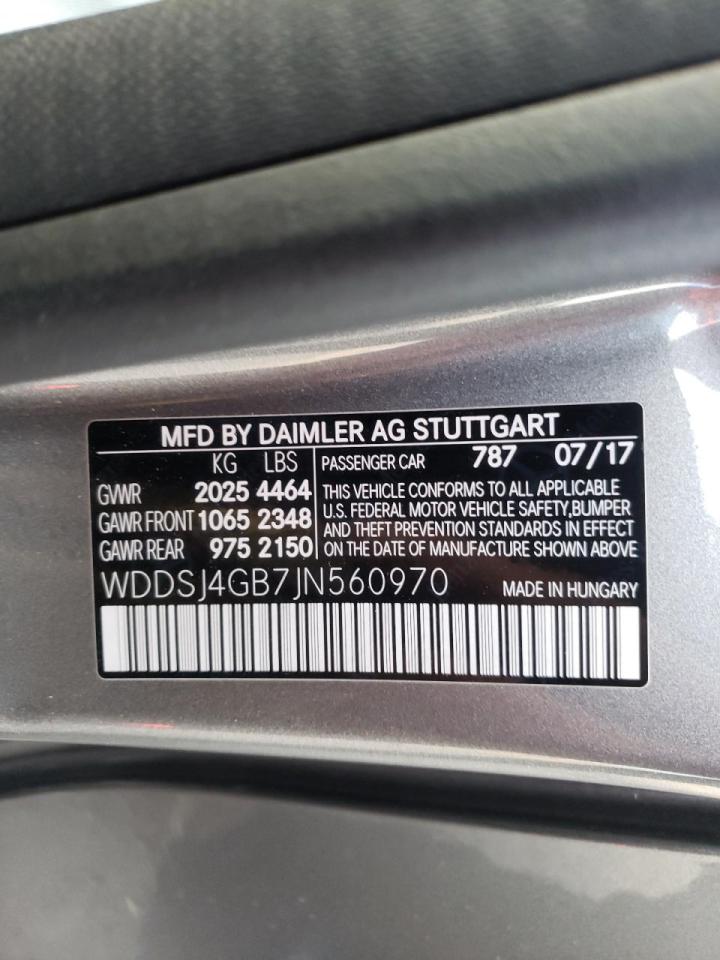 MFD BY DAIMLER AG STUTTGART
KG LBS
GVWR 2025 4464
GAWR FRONT 1065 2348
GAWR REAR 975 2150
PASSENGER CAR 787 07/17
THIS VEHICLE CONFORMS TO ALL APPLICABLE
U.S. FEDERAL MOTOR VEHICLE SAFETY,BUMPER
AND THEFT PREVENTION STANDARDS IN EFFECT
ON THE DATE OF MANUFACTURE SHOWN ABOVE
WDDSJ4GB7JN560970 MADE IN HUNGARY